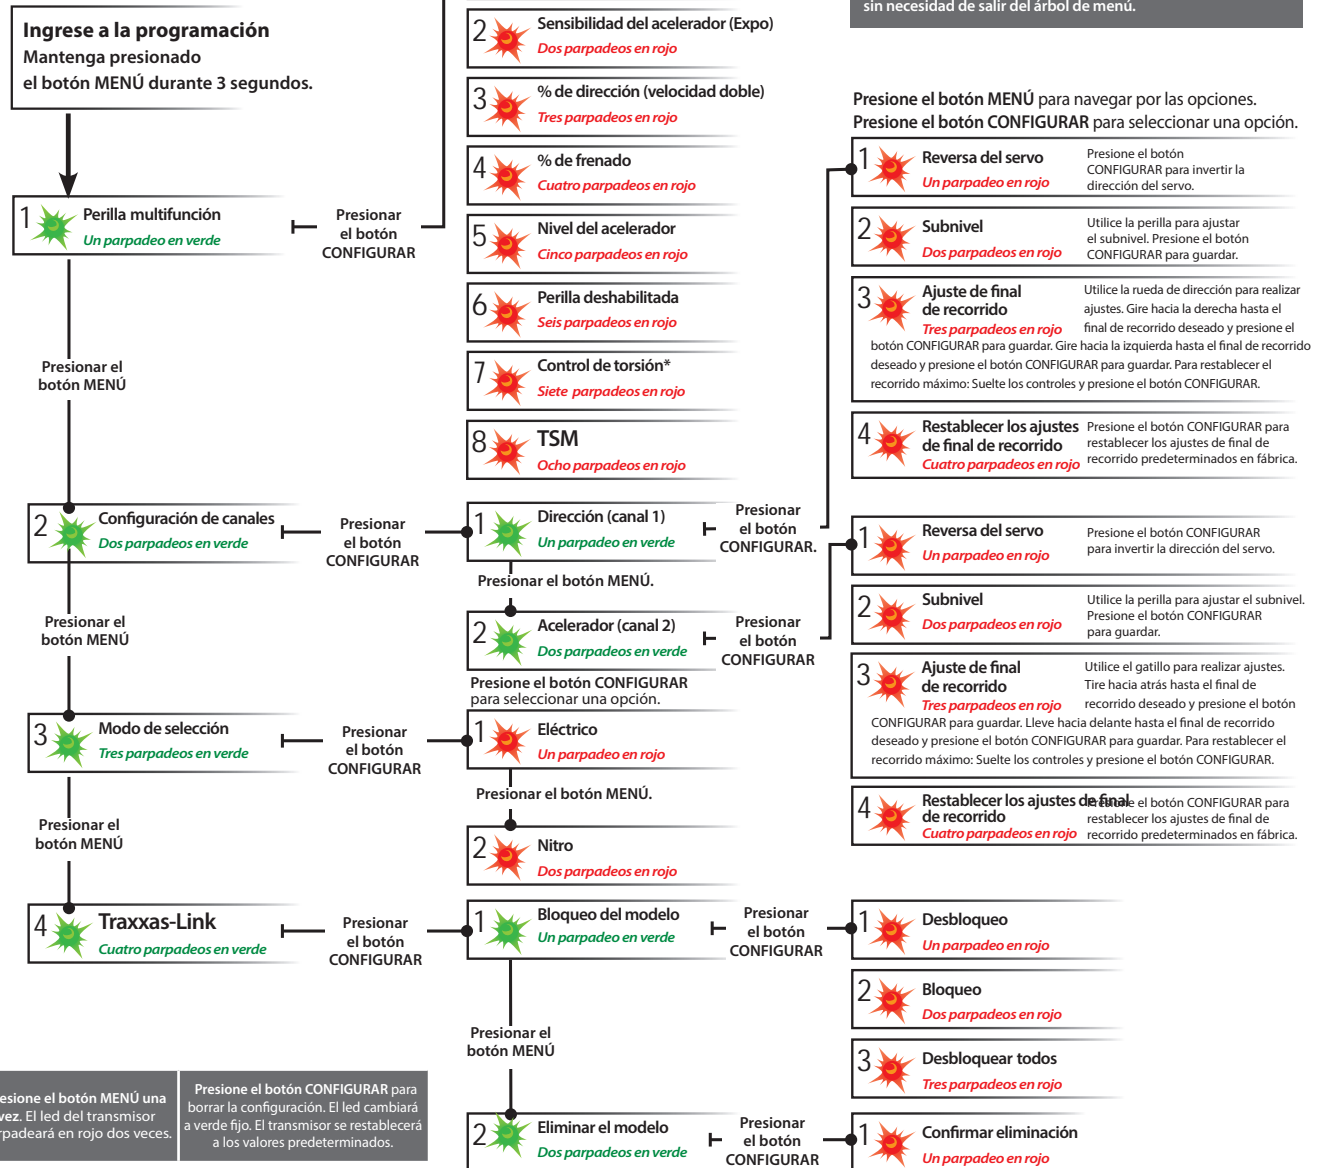 sin necesidad de salir del árbol de menú.
Ingrese a la programación
Mantenga presionado
el botón MENÚ durante 3 segundos.
1
Perilla multifunción
Un parpadeo en verde
Presionar
el botón
CONFIGURAR
2
Sensibilidad del acelerador (Expo)
Dos parpadeos en rojo
3
% de dirección (velocidad doble)
Tres parpadeos en rojo
4
% de frenado
Cuatro parpadeos en rojo
5
Nivel del acelerador
Cinco parpadeos en rojo
6
Perilla deshabilitada
Seis parpadeos en rojo
7
Control de torsión*
Siete parpadeos en rojo
8
TSM
Ocho parpadeos en rojo
Presionar el
botón MENÚ
2
Configuración de canales
Dos parpadeos en verde
Presionar
el botón
CONFIGURAR
1
Dirección (canal 1)
Un parpadeo en verde
Presionar
el botón
CONFIGURAR.
Presionar el botón MENÚ.
2
Acelerador (canal 2)
Dos parpadeos en verde
Presionar
el botón
CONFIGURAR
Presione el botón MENÚ para navegar por las opciones.
Presione el botón CONFIGURAR para seleccionar una opción.
1
Reversa del servo
Un parpadeo en rojo
Presione el botón
CONFIGURAR para invertir la
dirección del servo.
2
Subnivel
Dos parpadeos en rojo
Utilice la perilla para ajustar
el subnivel. Presione el botón
CONFIGURAR para guardar.
3
Ajuste de final
de recorrido
Tres parpadeos en rojo
Utilice la rueda de dirección para realizar
ajustes. Gire hacia la derecha hasta el
final de recorrido deseado y presione el
botón CONFIGURAR para guardar. Gire hacia la izquierda hasta el final de recorrido
deseado y presione el botón CONFIGURAR para guardar. Para restablecer el
recorrido máximo: Suelte los controles y presione el botón CONFIGURAR.
4
Restablecer los ajustes
de final de recorrido
Cuatro parpadeos en rojo
Presione el botón CONFIGURAR para
restablecer los ajustes de final de
recorrido predeterminados en fábrica.
1
Reversa del servo
Un parpadeo en rojo
Presione el botón CONFIGURAR
para invertir la dirección del servo.
2
Subnivel
Dos parpadeos en rojo
Utilice la perilla para ajustar el subnivel.
Presione el botón CONFIGURAR
para guardar.
3
Ajuste de final
de recorrido
Tres parpadeos en rojo
Utilice el gatillo para realizar ajustes.
Tire hacia atrás hasta el final de
recorrido deseado y presione el botón
CONFIGURAR para guardar. Lleve hacia delante hasta el final de recorrido
deseado y presione el botón CONFIGURAR para guardar. Para restablecer el
recorrido máximo: Suelte los controles y presione el botón CONFIGURAR.
4
Restablecer los ajustes de final
de recorrido
Cuatro parpadeos en rojo
Presione el botón CONFIGURAR para
restablecer los ajustes de final de
recorrido predeterminados en fábrica.
Presionar el
botón MENÚ
3
Modo de selección
Tres parpadeos en verde
Presionar
el botón
CONFIGURAR
Presione el botón CONFIGURAR
para seleccionar una opción.
1
Eléctrico
Un parpadeo en rojo
Presionar el botón MENÚ.
2
Nitro
Dos parpadeos en rojo
Presionar el
botón MENÚ
4
Traxxas-Link
Cuatro parpadeos en verde
Presionar
el botón
CONFIGURAR
1
Bloqueo del modelo
Un parpadeo en verde
Presionar
el botón
CONFIGURAR
1
Desbloqueo
Un parpadeo en rojo
2
Bloqueo
Dos parpadeos en rojo
3
Desbloquear todos
Tres parpadeos en rojo
Presionar el
botón MENÚ
2
Eliminar el modelo
Dos parpadeos en verde
Presionar
el botón
CONFIGURAR
1
Confirmar eliminación
Un parpadeo en rojo
esione el botón MENÚ una
vez. El led del transmisor
rpadeará en rojo dos veces.
Presione el botón CONFIGURAR para
borrar la configuración. El led cambiará
a verde fijo. El transmisor se restablecerá
a los valores predeterminados.